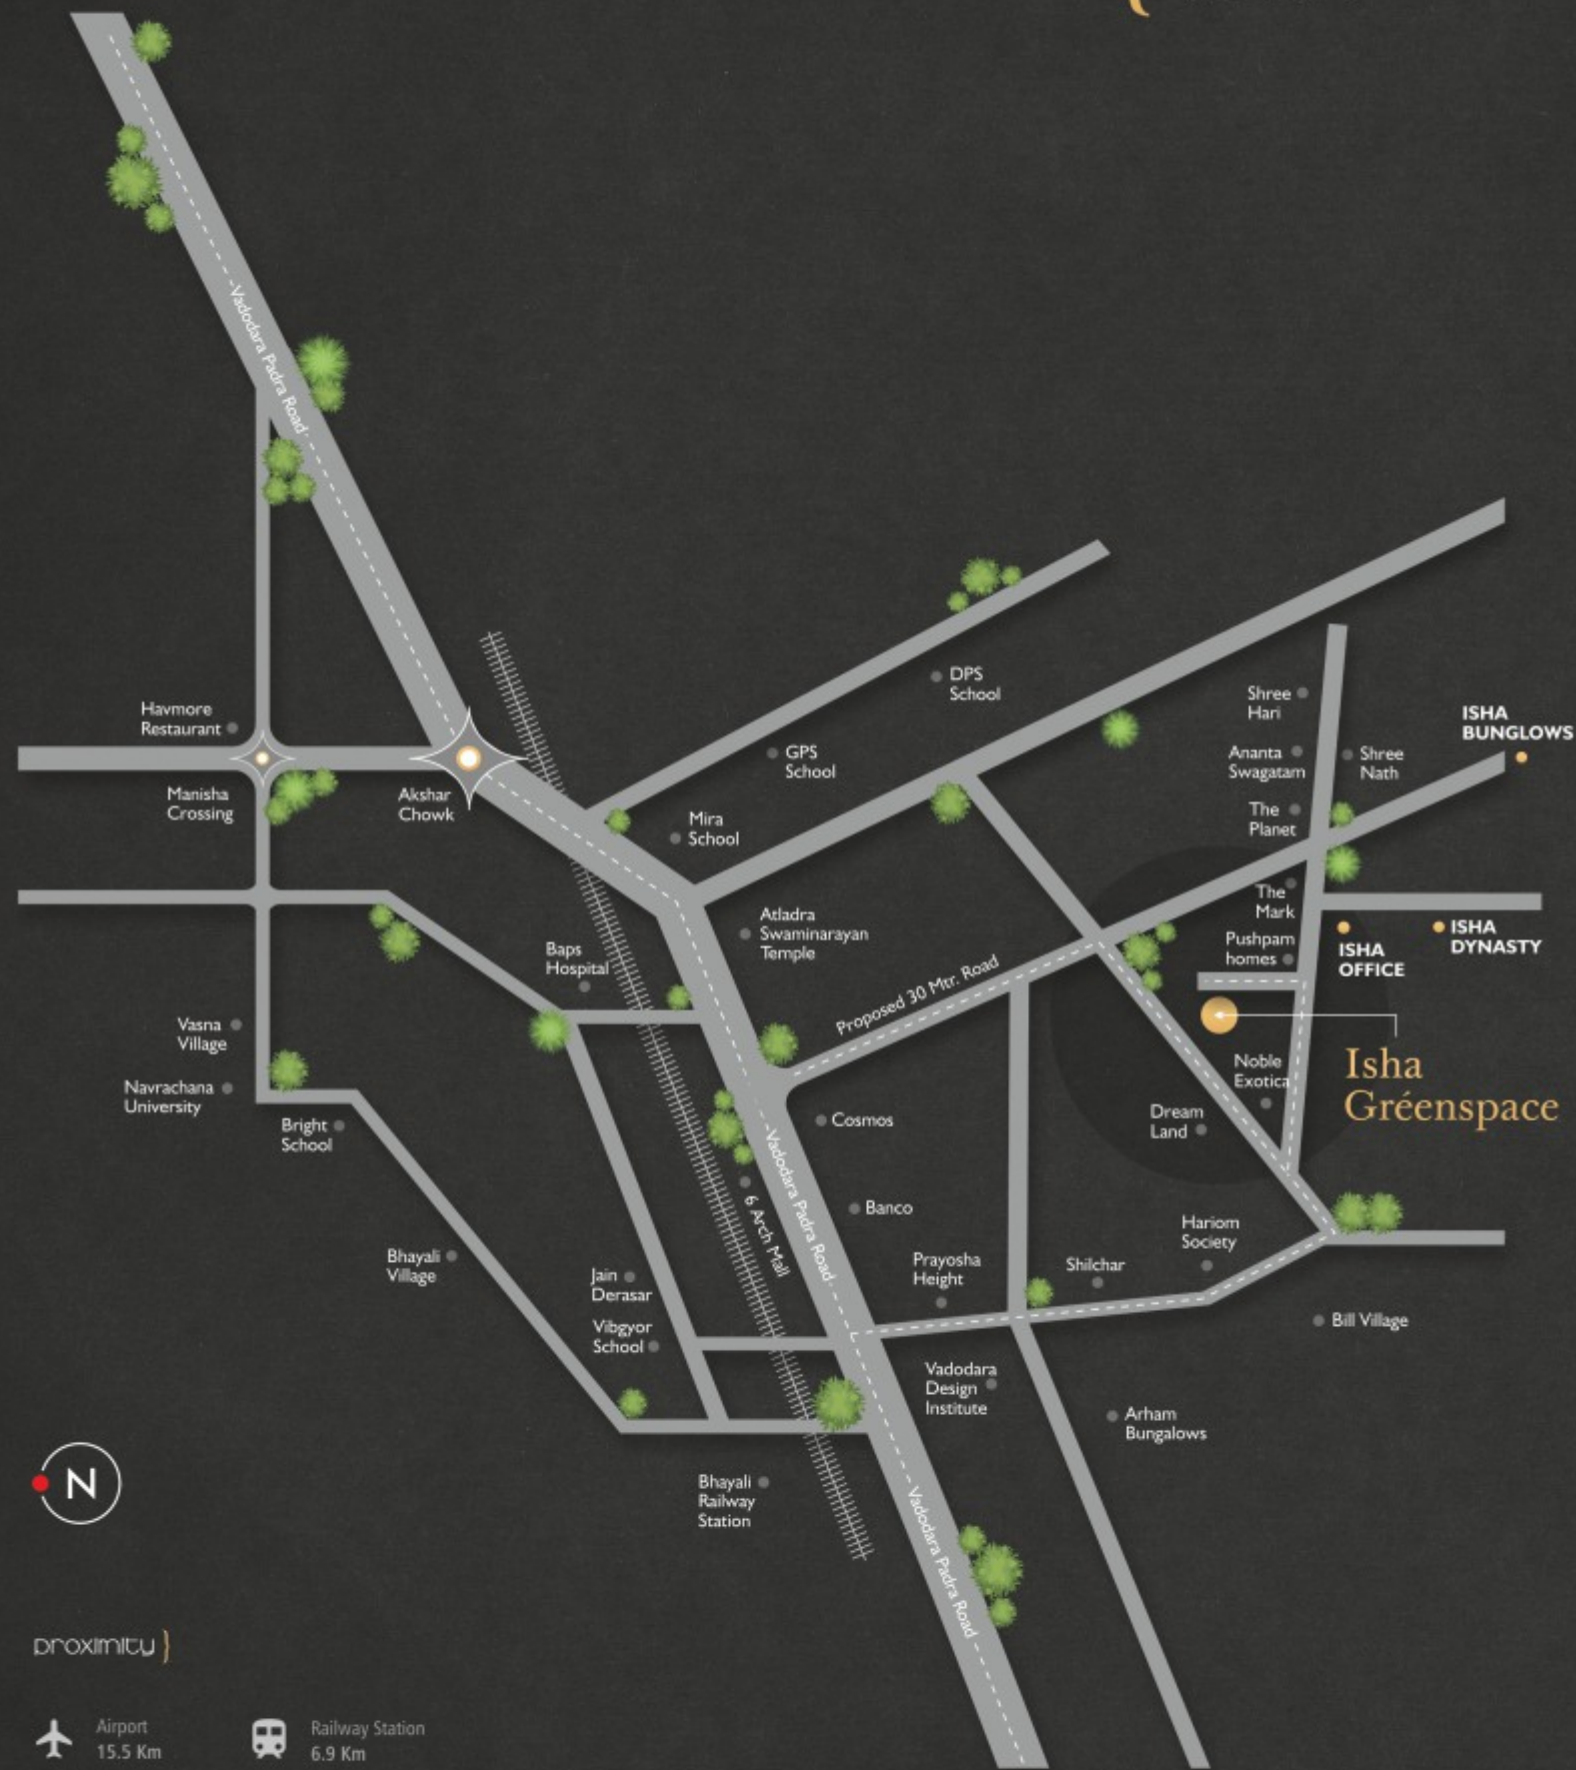 Vadodara Padra Road
DPS
School
Shree
Hari
Havmore
Restaurant
ISHA
BUNGLOWS
GPS
School
Ananta
Swagatam
Shree
Nath
Manisha
Crossing
Akshar
Chowk
Mira
School
The
Planet
The
Mark
Atladra
Swaminarayan
Temple
Pushpam
homes
ISHA
OFFICE
ISHA
DYNASTY
Baps
Hospital
Proposed 30 Mtr. Road
Vasna
Village
Noble
Exotica
Isha
Gréenspace
Navrachana
University
Bright
School
Cosmos
Dream
Land
Vadodara Padra Road
6 Arch Mall
Banco
Hariom
Society
Bhayali
Village
Jain
Derasar
Prayosha
Height
Shilchar
Vibgyor
School
Bill Village
Vadodara
Design
Institute
Arham
Bungalows
N
Bhayali
Railway
Station
Vadodara Padra Road
proximity }
Airport
15.5 Km
Railway Station
6.9 Km